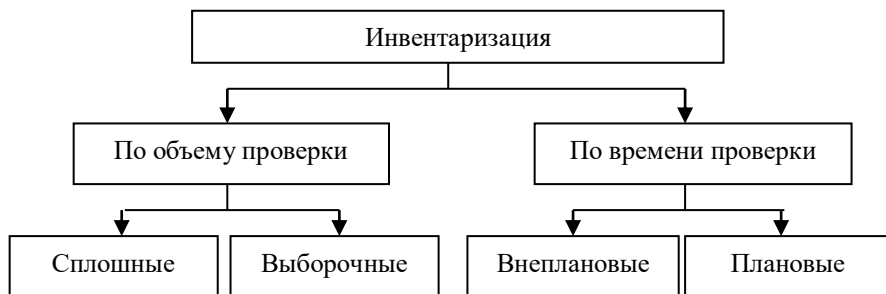 Инвентаризация
По объему проверки
По времени проверки
Сплошные
Выборочные
Внеплановые
Плановые